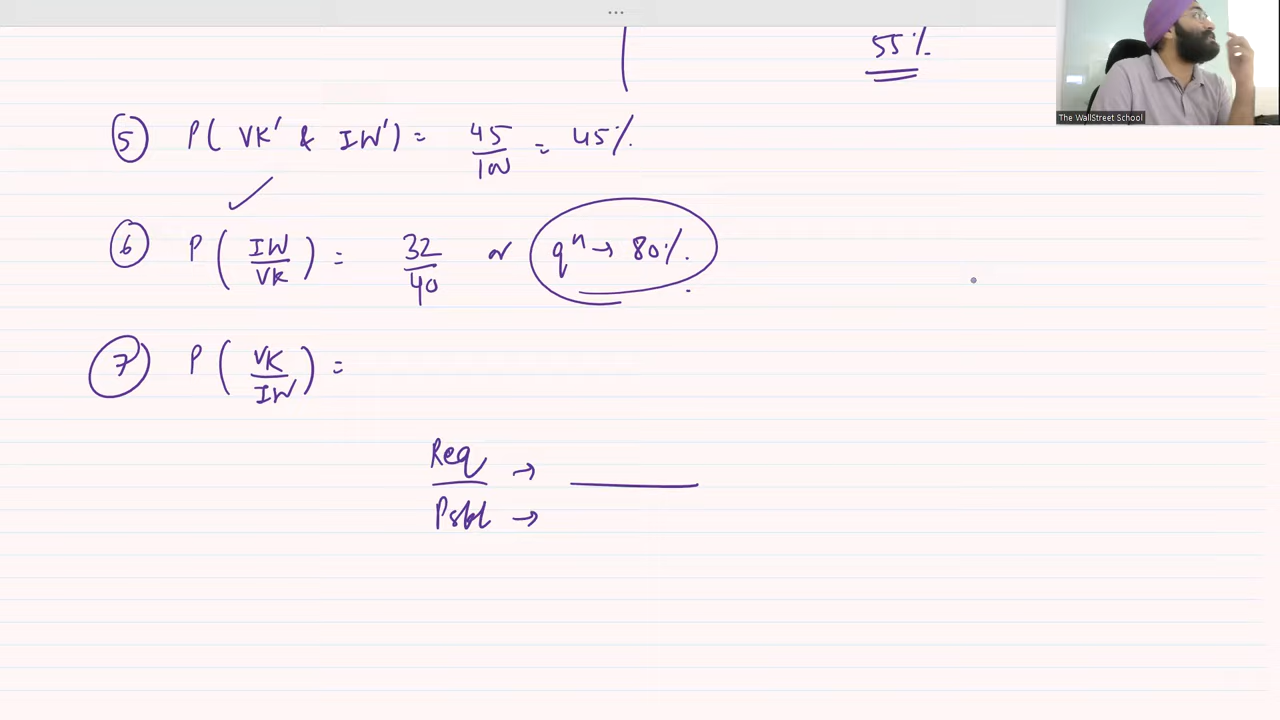 55%
The WallStreet School
5 P( VK' & IW') = 45/100 = 45%
6 P ( IW/VK ) = 32/40 or qn → 80%.
7 P ( VK/IW ) =
Req →
Psbl →